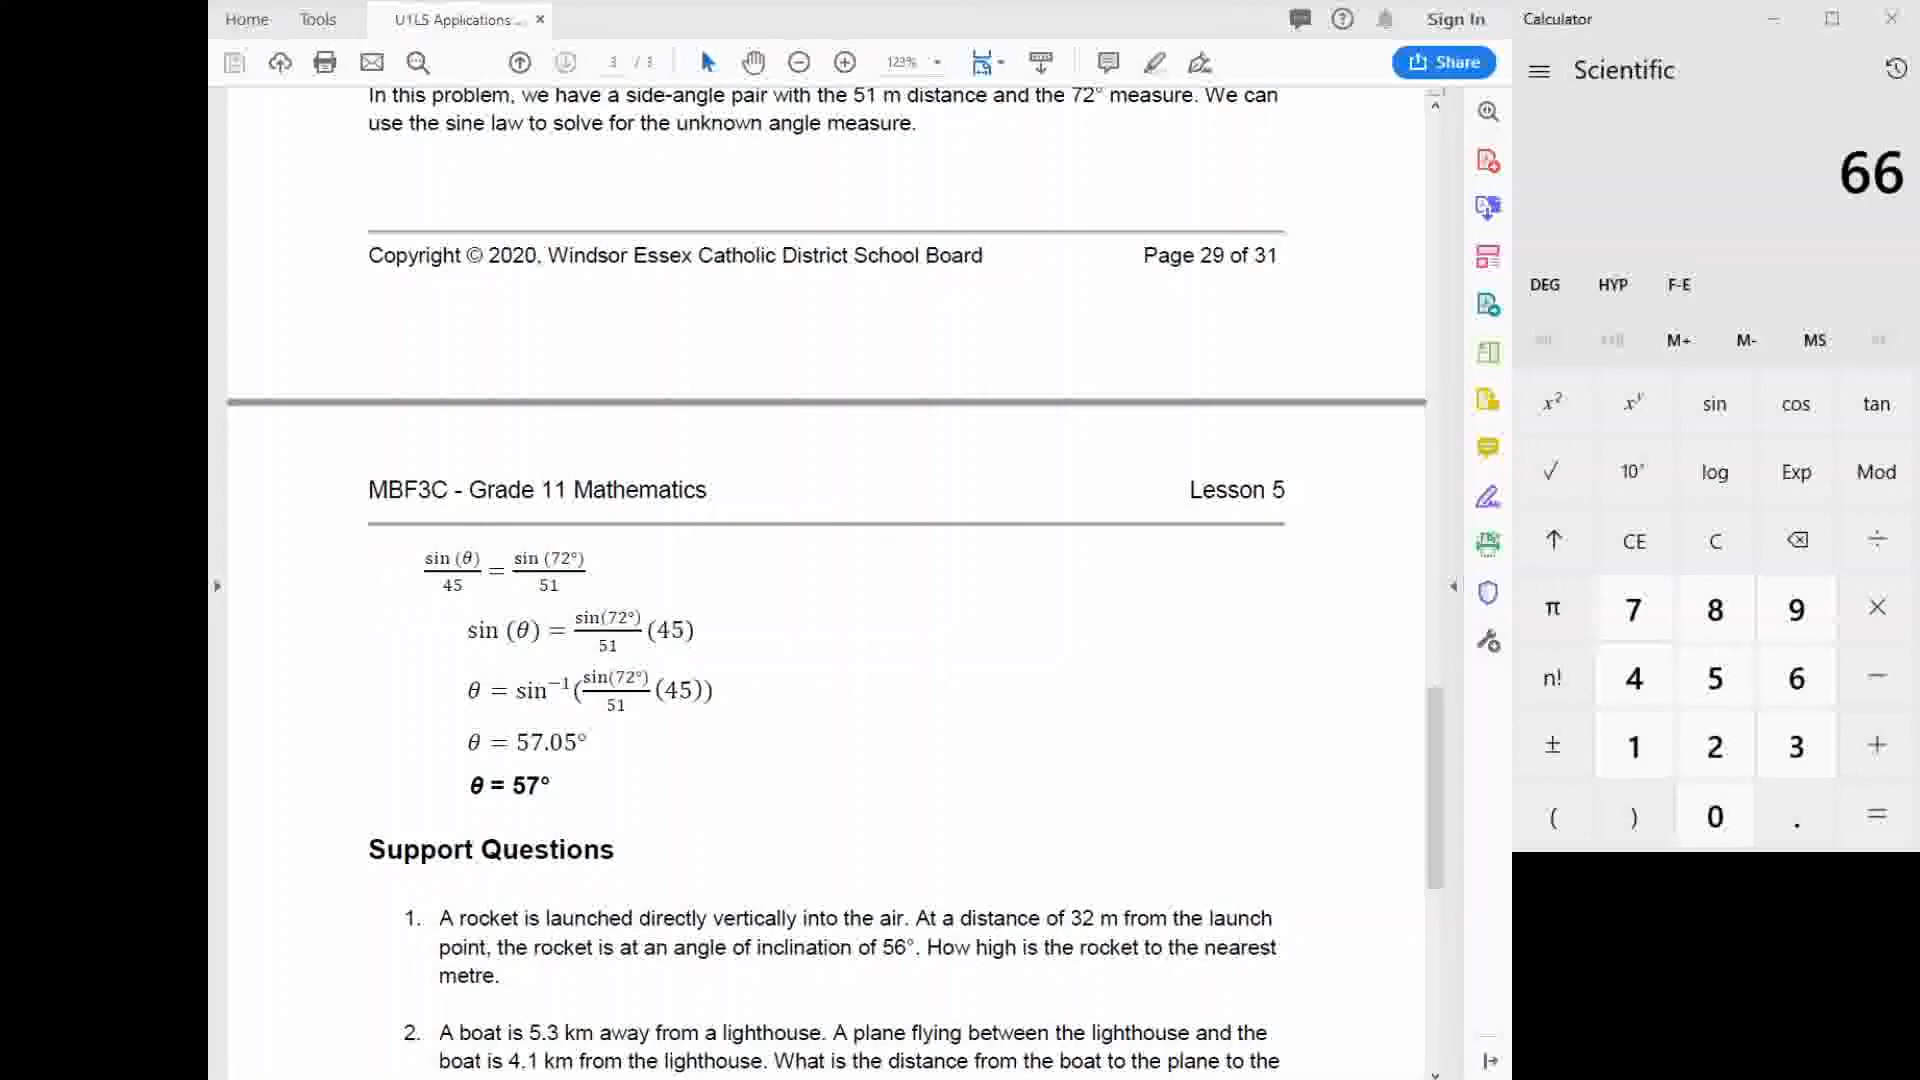 Home Tools U1L5 Applications ... × Sign In
3 / 3 123% Share
In this problem, we have a side-angle pair with the 51 m distance and the 72° measure. We can
use the sine law to solve for the unknown angle measure.
Copyright © 2020, Windsor Essex Catholic District School Board Page 29 of 31
MBF3C - Grade 11 Mathematics Lesson 5
sin (θ)/45 = sin (72°)/51
sin (θ) = sin(72°)/51 (45)
θ = sin⁻¹(sin(72°)/51 (45))
θ = 57.05°
θ = 57°
Support Questions
1. A rocket is launched directly vertically into the air. At a distance of 32 m from the launch
point, the rocket is at an angle of inclination of 56°. How high is the rocket to the nearest
metre.
2. A boat is 5.3 km away from a lighthouse. A plane flying between the lighthouse and the
boat is 4.1 km from the lighthouse. What is the distance from the boat to the plane to the
Calculator
Scientific
66
DEG HYP F-E
M+ M- MS
x² xʸ sin cos tan
√ 10ˣ log Exp Mod
↑ CE C ⌫ ÷
π 7 8 9 ×
n! 4 5 6 −
± 1 2 3 +
( ) 0 . =